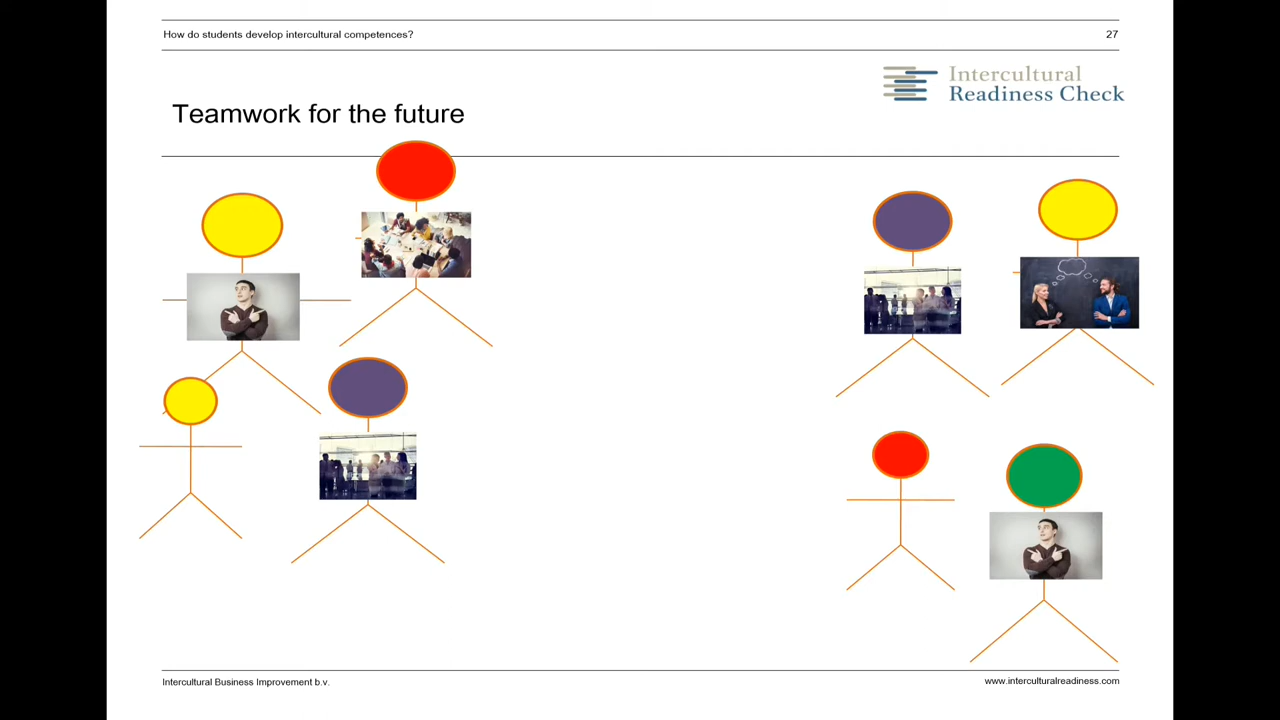 How do students develop intercultural competences?
27
Intercultural
Readiness Check
Teamwork for the future
Intercultural Business Improvement b.v.
www.interculturalreadiness.com